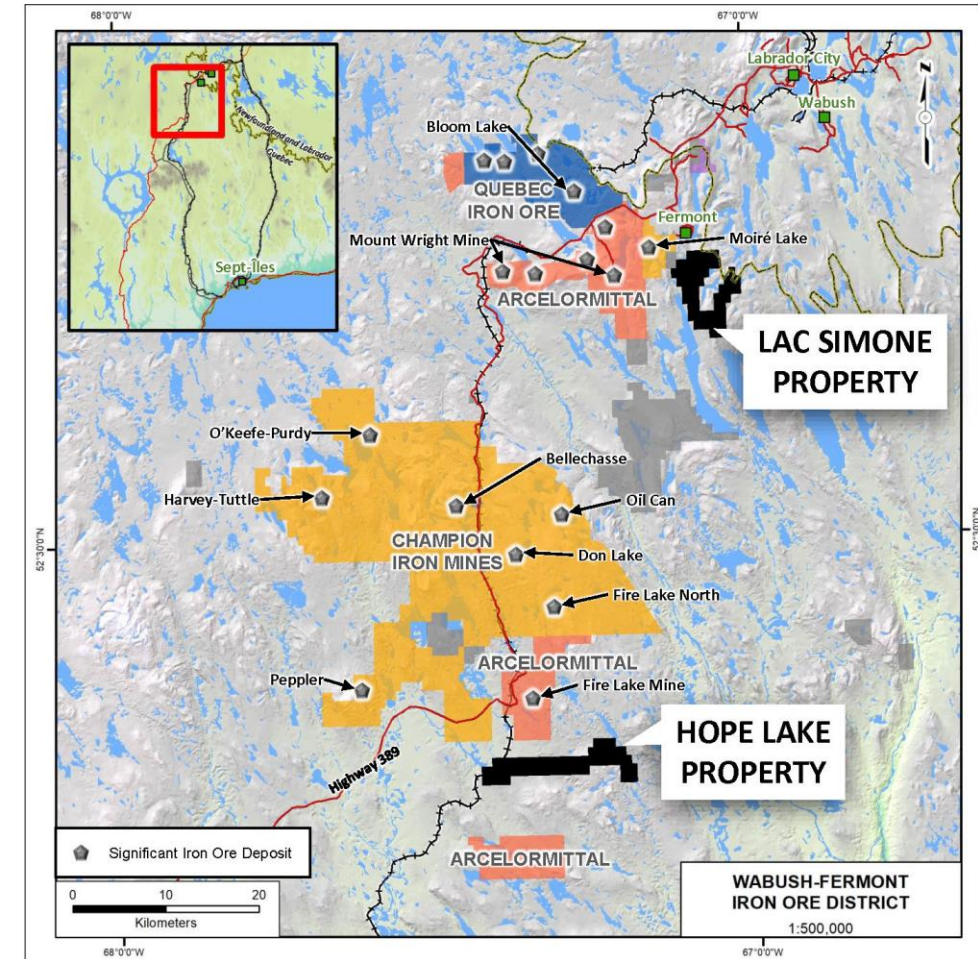 68°0'0"W
67°0'0"W
Newfoundland and Labrador
Quebec
Sept-Îles
Labrador City
Wabush
Bloom Lake
QUEBEC
IRON ORE
Fermont
Mount Wright Mine
Moiré Lake
ARCELORMITTAL
LAC SIMONE
PROPERTY
O'Keefe-Purdy
Bellechasse
Harvey-Tuttle
Oil Can
CHAMPION
IRON MINES
Don Lake
52°30'0"N
52°30'0"N
Fire Lake North
ARCELORMITTAL
Peppler
Fire Lake Mine
HOPE LAKE
PROPERTY
Highway 389
Significant Iron Ore Deposit
ARCELORMITTAL
0 10 20
Kilometers
WABUSH-FERMONT
IRON ORE DISTRICT
1:500,000
68°0'0"W
67°0'0"W